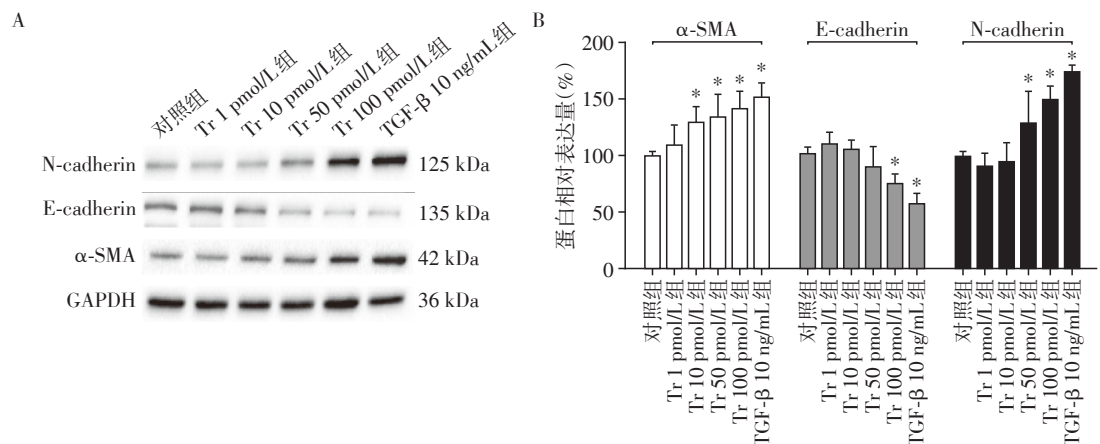 A
对照组
Tr 1 pmol/L组
Tr 10 pmol/L组
Tr 50 pmol/L组
Tr 100 pmol/L组
TGF-β 10 ng/mL组
N-cadherin 125 kDa
E-cadherin 135 kDa
α-SMA 42 kDa
GAPDH 36 kDa
B
α-SMA E-cadherin N-cadherin
蛋白相对表达量(%)
200
150
100
50
0
* * * *
* *
* * *
对照组
Tr 1 pmol/L组
Tr 10 pmol/L组
Tr 50 pmol/L组
Tr 100 pmol/L组
TGF-β 10 ng/mL组
对照组
Tr 1 pmol/L组
Tr 10 pmol/L组
Tr 50 pmol/L组
Tr 100 pmol/L组
TGF-β 10 ng/mL组
对照组
Tr 1 pmol/L组
Tr 10 pmol/L组
Tr 50 pmol/L组
Tr 100 pmol/L组
TGF-β 10 ng/mL组